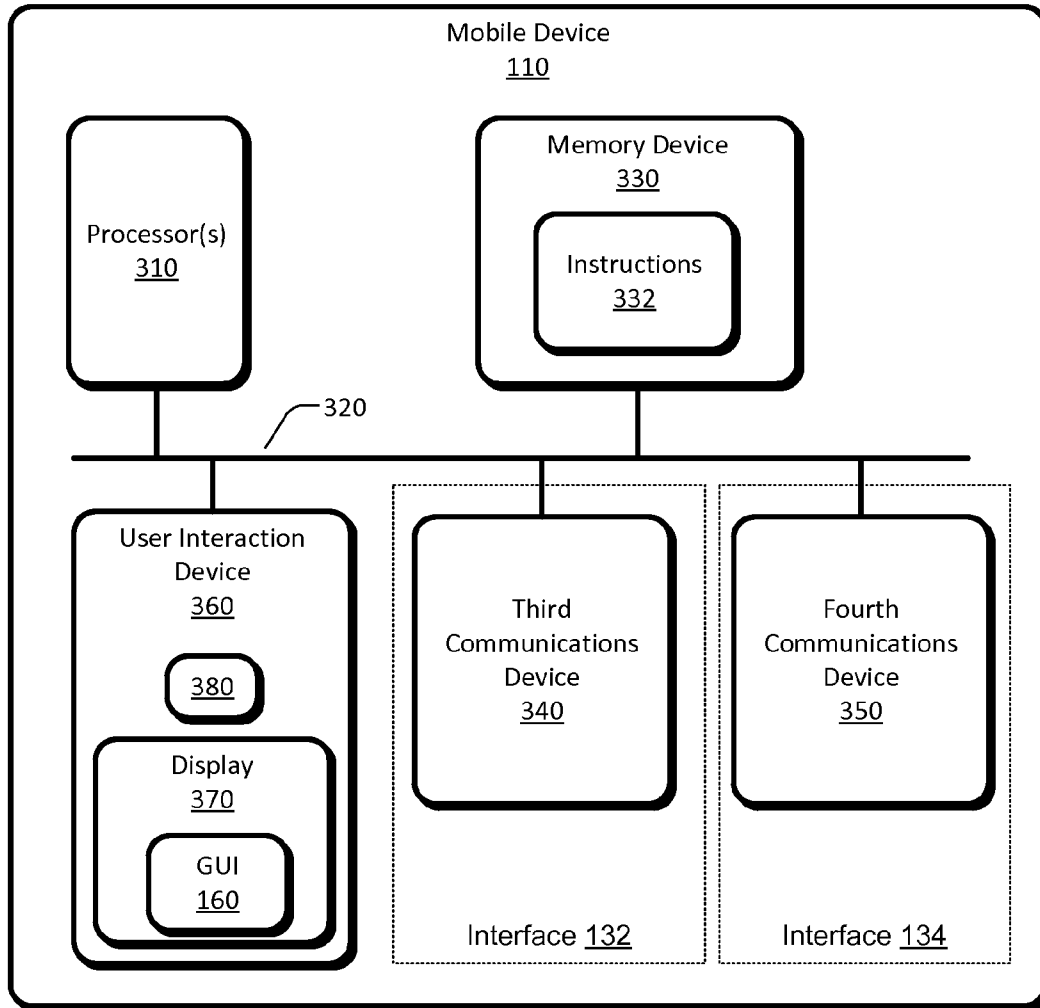 Mobile Device
110
Processor(s)
310
Memory Device
330
Instructions
332
320
User Interaction
Device
360
380
Display
370
GUI
160
Third
Communications
Device
340
Interface 132
Fourth
Communications
Device
350
Interface 134